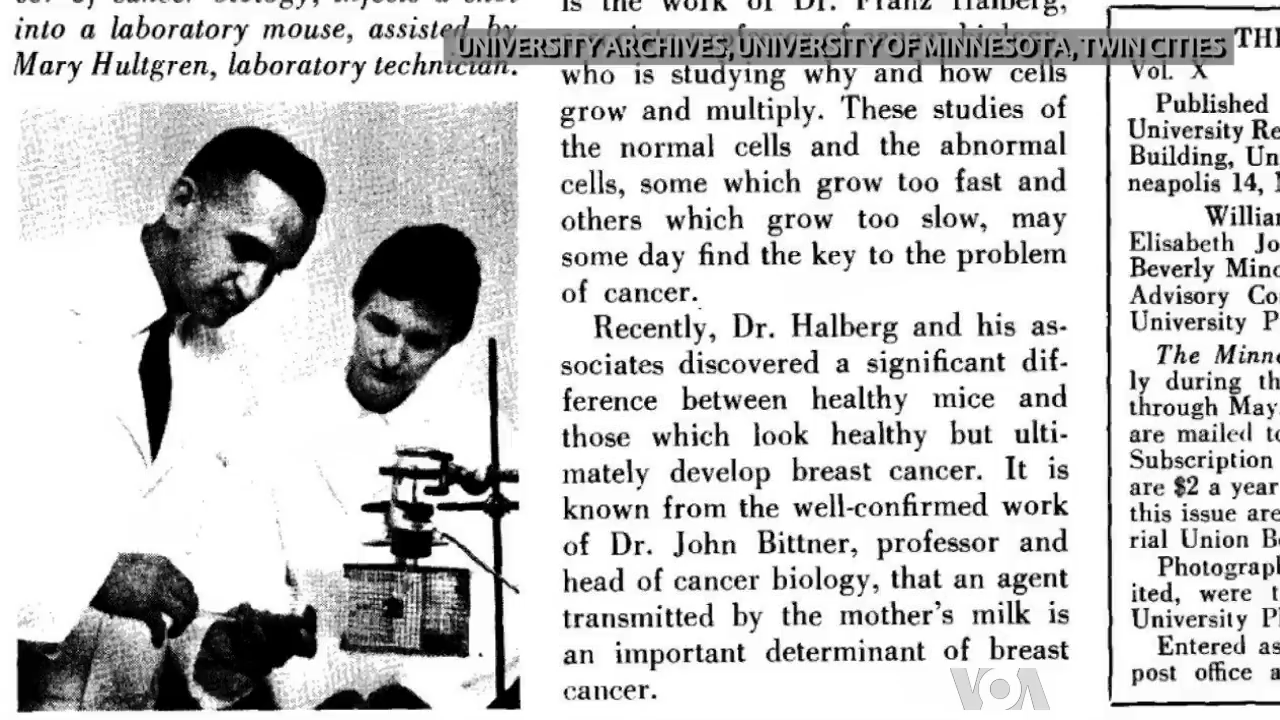 into a laboratory mouse, assisted by
Mary Hultgren, laboratory technician.
is the work of Dr. Franz Halberg,
UNIVERSITY ARCHIVES, UNIVERSITY OF MINNESOTA, TWIN CITIES
who is studying why and how cells
grow and multiply. These studies of
the normal cells and the abnormal
cells, some which grow too fast and
others which grow too slow, may
some day find the key to the problem
of cancer.
Recently, Dr. Halberg and his as-
sociates discovered a significant dif-
ference between healthy mice and
those which look healthy but ulti-
mately develop breast cancer. It is
known from the well-confirmed work
of Dr. John Bittner, professor and
head of cancer biology, that an agent
transmitted by the mother's milk is
an important determinant of breast
cancer.
VOA
Vol. X
Published
University Re
Building, Un
neapolis 14,
Willia
Elisabeth Jo
Beverly Minc
Advisory Co
University P
The Minne
ly during th
through May
are mailed to
Subscription
are $2 a year
this issue are
rial Union B
Photograph
ited, were t
University P
Entered as
post office a